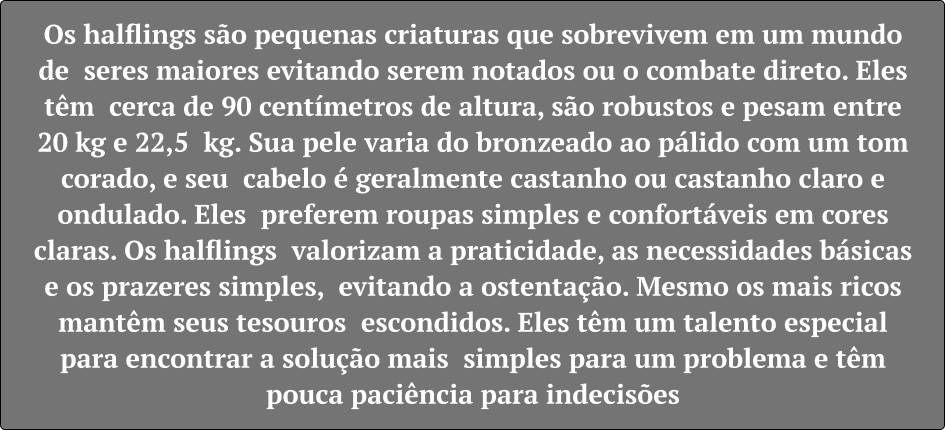 Os halflings são pequenas criaturas que sobrevivem em um mundo
de seres maiores evitando serem notados ou o combate direto. Eles
têm cerca de 90 centímetros de altura, são robustos e pesam entre
20 kg e 22,5 kg. Sua pele varia do bronzeado ao pálido com um tom
corado, e seu cabelo é geralmente castanho ou castanho claro e
ondulado. Eles preferem roupas simples e confortáveis em cores
claras. Os halflings valorizam a praticidade, as necessidades básicas
e os prazeres simples, evitando a ostentação. Mesmo os mais ricos
mantêm seus tesouros escondidos. Eles têm um talento especial
para encontrar a solução mais simples para um problema e têm
pouca paciência para indecisões